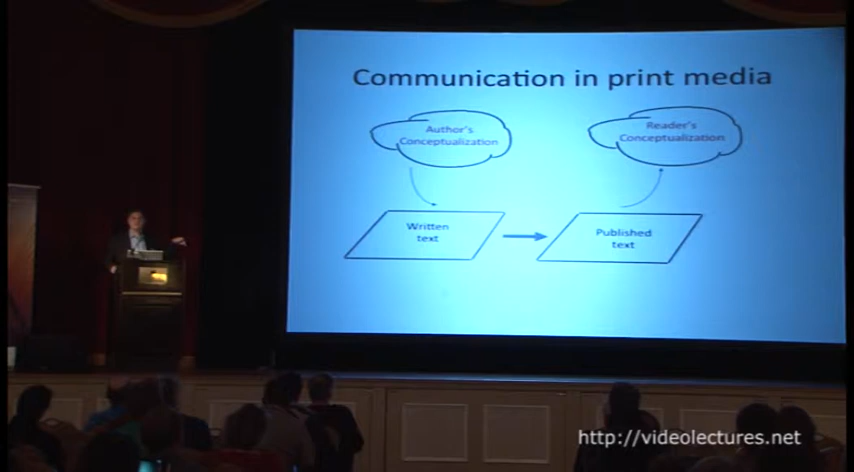 Communication in print media
Author's
Conceptualization
Reader's
Conceptualization
Written
text
Published
text
http://videolectures.net